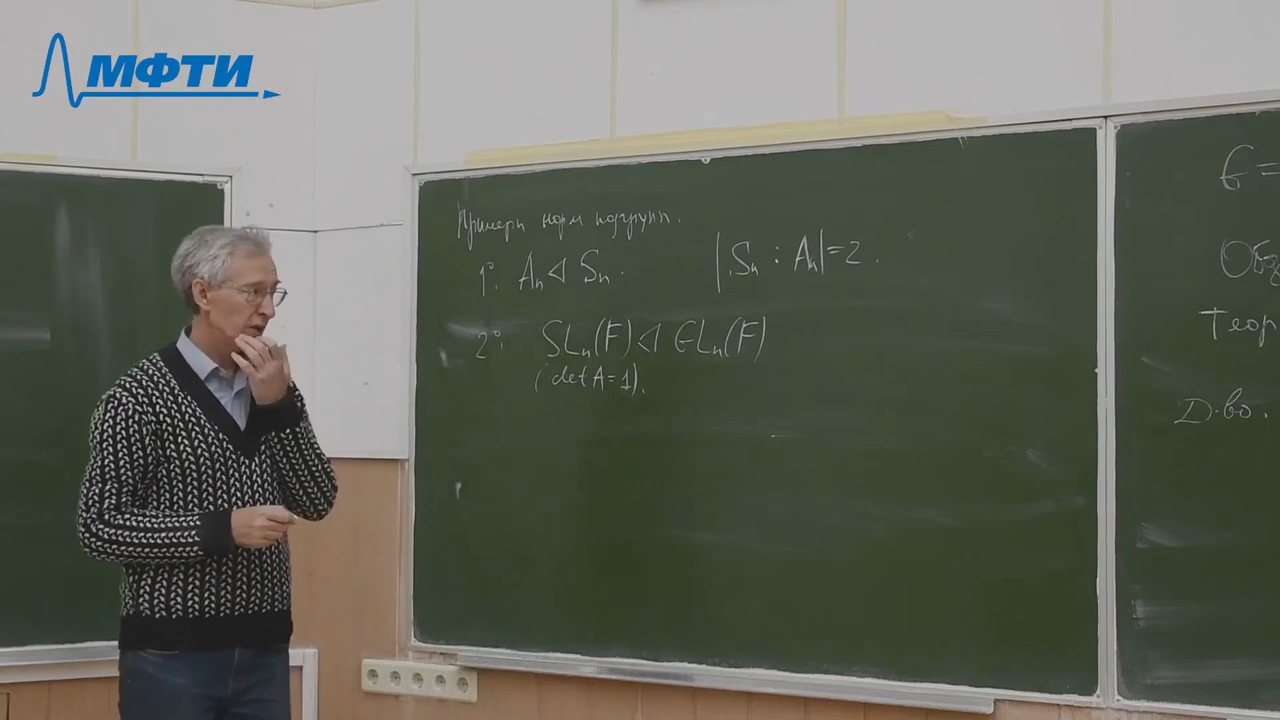 МФТИ
Примеры норм подгрупп.
1°. Aₙ ⊲ Sₙ. |Sₙ : Aₙ| = 2.
2°. SLₙ(F) ⊲ GLₙ(F)
(det A = 1).
G =
Теор
Д-во.